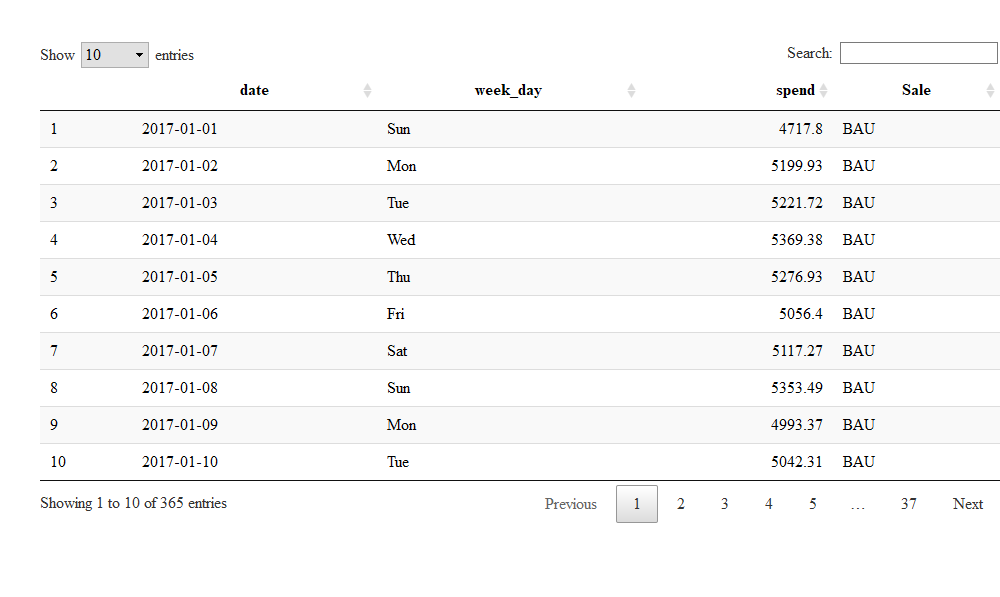 Show 10 entries Search:
date week_day spend Sale
1 2017-01-01 Sun 4717.8 BAU
2 2017-01-02 Mon 5199.93 BAU
3 2017-01-03 Tue 5221.72 BAU
4 2017-01-04 Wed 5369.38 BAU
5 2017-01-05 Thu 5276.93 BAU
6 2017-01-06 Fri 5056.4 BAU
7 2017-01-07 Sat 5117.27 BAU
8 2017-01-08 Sun 5353.49 BAU
9 2017-01-09 Mon 4993.37 BAU
10 2017-01-10 Tue 5042.31 BAU
Showing 1 to 10 of 365 entries Previous 1 2 3 4 5 … 37 Next